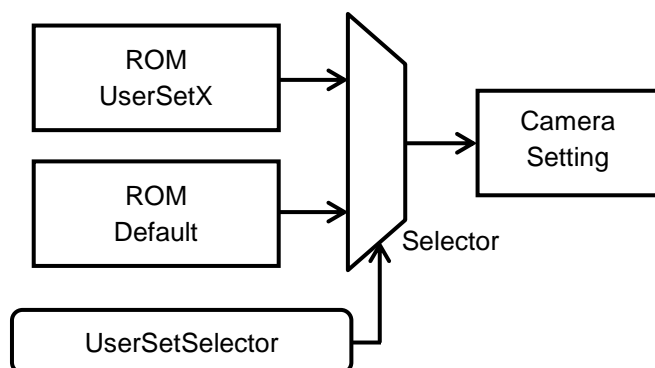 ROM
UserSetX
ROM
Default
Camera
Setting
Selector
UserSetSelector